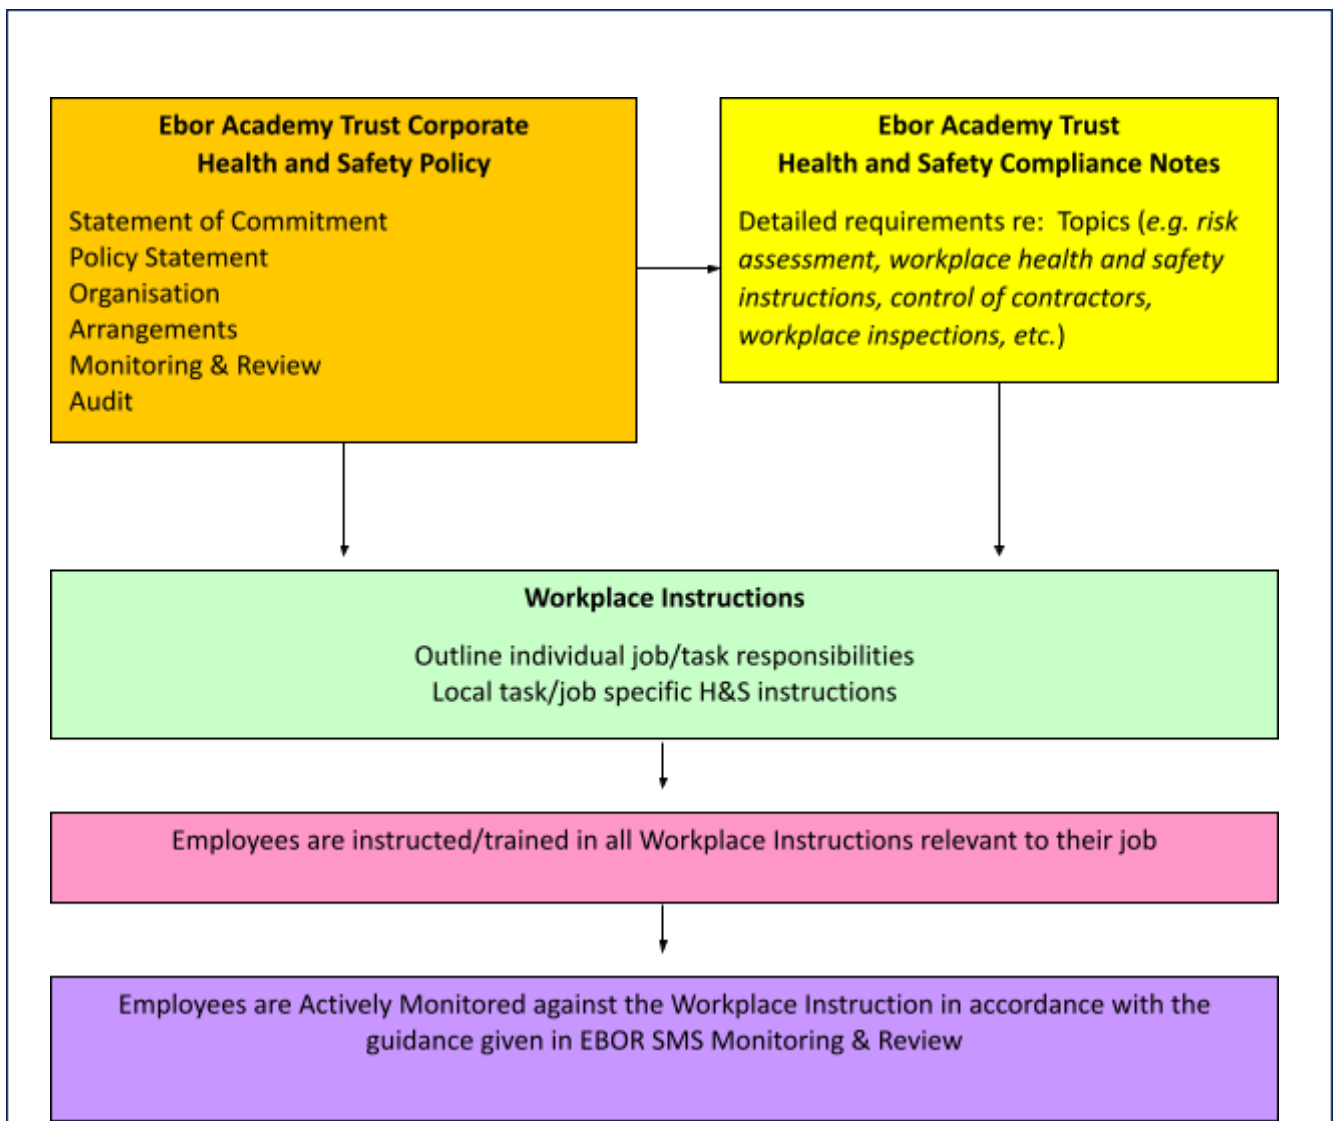 Ebor Academy Trust Corporate
Health and Safety Policy
Statement of Commitment
Policy Statement
Organisation
Arrangements
Monitoring & Review
Audit
Ebor Academy Trust
Health and Safety Compliance Notes
Detailed requirements re:  Topics (e.g. risk
assessment, workplace health and safety
instructions, control of contractors,
workplace inspections, etc.)
Workplace Instructions
Outline individual job/task responsibilities
Local task/job specific H&S instructions
Employees are instructed/trained in all Workplace Instructions relevant to their job
Employees are Actively Monitored against the Workplace Instruction in accordance with the
guidance given in EBOR SMS Monitoring & Review